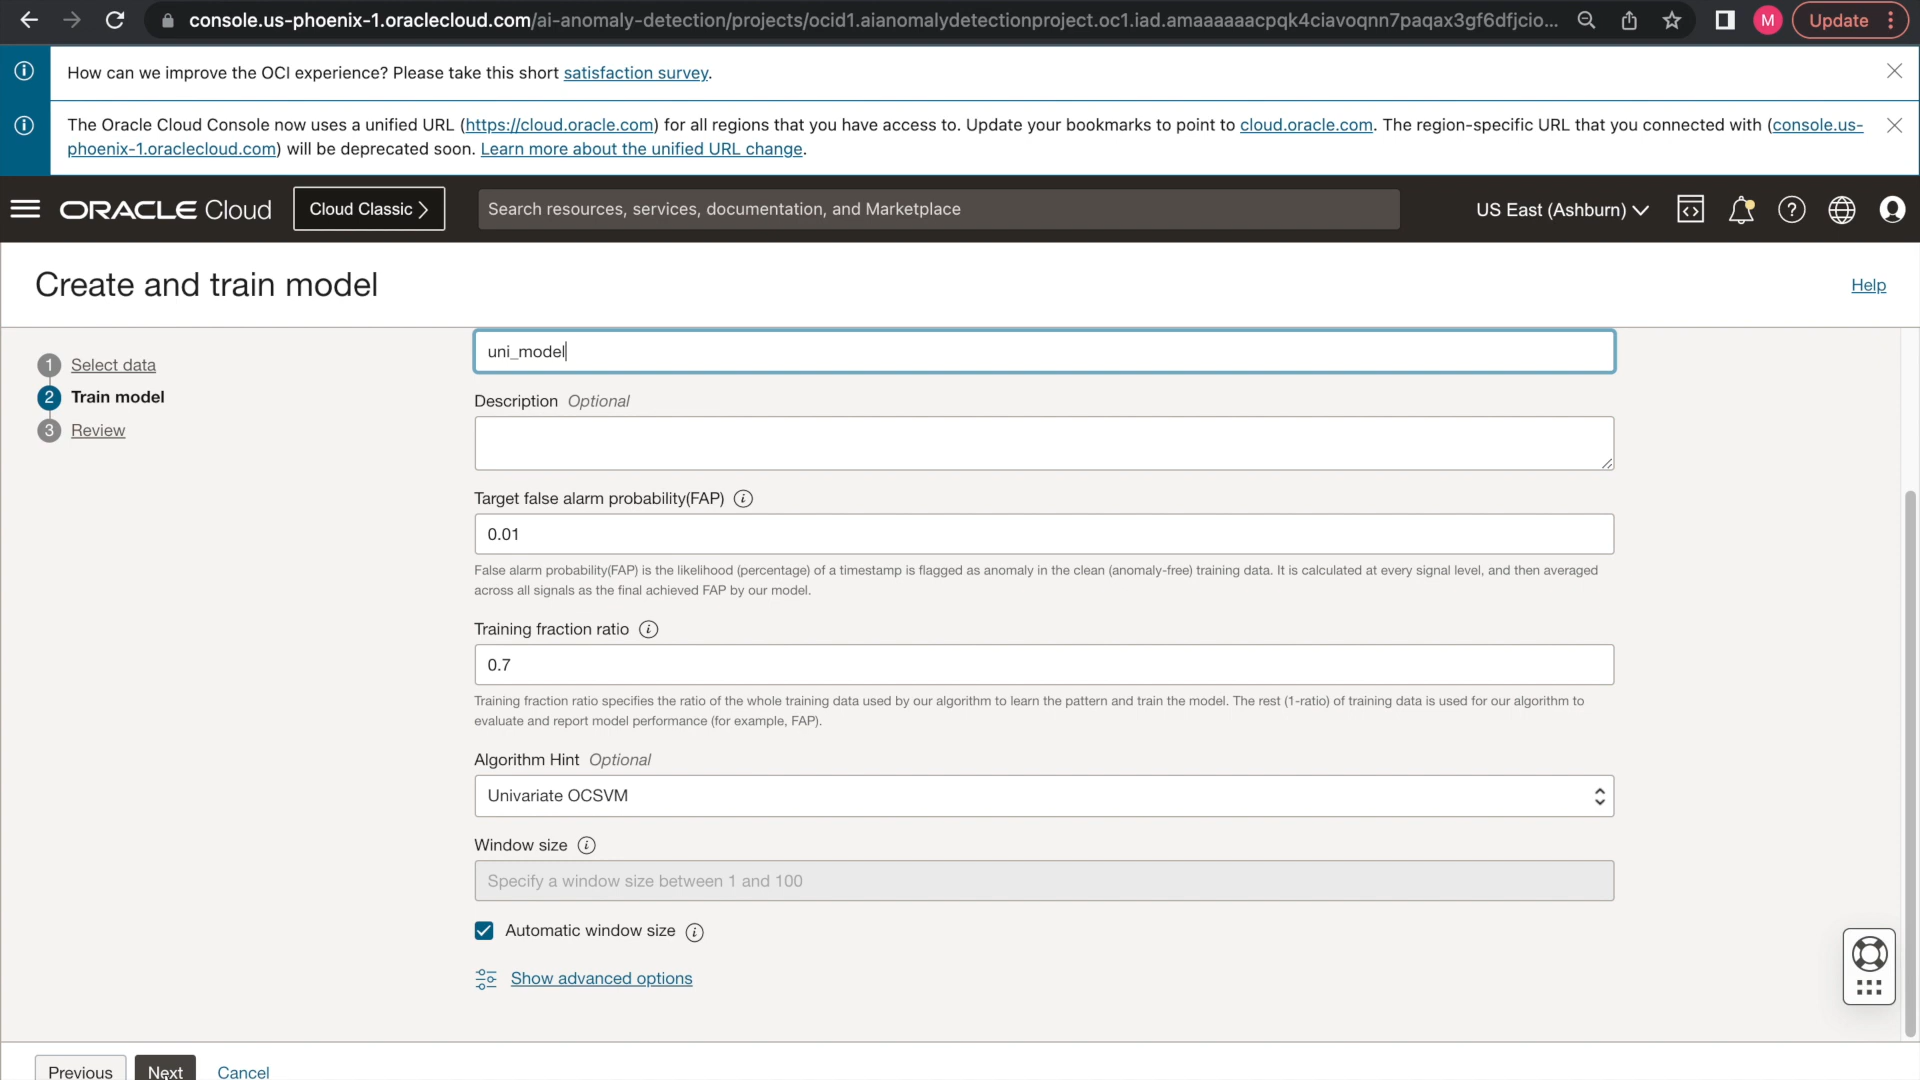 console.us-phoenix-1.oraclecloud.com/ai-anomaly-detection/projects/ocid1.aianomalydetectionproject.oc1.iad.amaaaaaacpqk4ciavoqnn7paqax3gf6dfjcio...
M
Update
How can we improve the OCI experience? Please take this short satisfaction survey.
The Oracle Cloud Console now uses a unified URL (https://cloud.oracle.com) for all regions that you have access to. Update your bookmarks to point to cloud.oracle.com. The region-specific URL that you connected with (console.us-
phoenix-1.oraclecloud.com) will be deprecated soon. Learn more about the unified URL change.
ORACLE Cloud
Cloud Classic
Search resources, services, documentation, and Marketplace
US East (Ashburn)
Create and train model
Help
1 Select data
2 Train model
3 Review
uni_model
Description Optional
Target false alarm probability(FAP)
0.01
False alarm probability(FAP) is the likelihood (percentage) of a timestamp is flagged as anomaly in the clean (anomaly-free) training data. It is calculated at every signal level, and then averaged
across all signals as the final achieved FAP by our model.
Training fraction ratio
0.7
Training fraction ratio specifies the ratio of the whole training data used by our algorithm to learn the pattern and train the model. The rest (1-ratio) of training data is used for our algorithm to
evaluate and report model performance (for example, FAP).
Algorithm Hint Optional
Univariate OCSVM
Window size
Specify a window size between 1 and 100
Automatic window size
Show advanced options
Previous
Next
Cancel